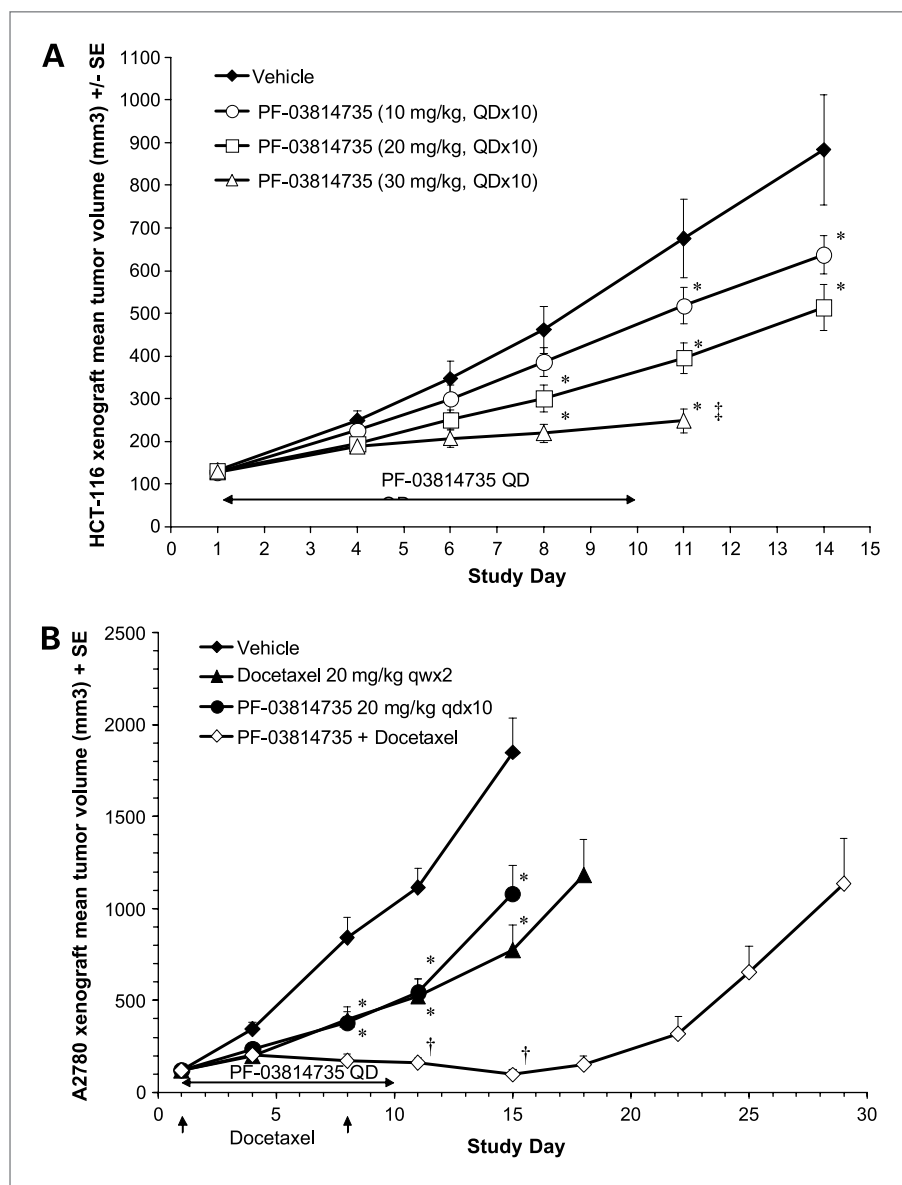 A
HCT-116 xenograft mean tumor volume (mm3) +/- SE
1100
1000
900
800
700
600
500
400
300
200
100
0
Vehicle
PF-03814735 (10 mg/kg, QDx10)
PF-03814735 (20 mg/kg, QDx10)
PF-03814735 (30 mg/kg, QDx10)
*
*
*
*
*
*
* ‡
PF-03814735 QD
0 1 2 3 4 5 6 7 8 9 10 11 12 13 14 15
Study Day
B
A2780 xenograft mean tumor volume (mm3) + SE
2500
2000
1500
1000
500
0
Vehicle
Docetaxel 20 mg/kg qwx2
PF-03814735 20 mg/kg qdx10
PF-03814735 + Docetaxel
*
*
*
*
*
*
†
†
PF-03814735 QD
0 5 10 15 20 25 30
Docetaxel
Study Day